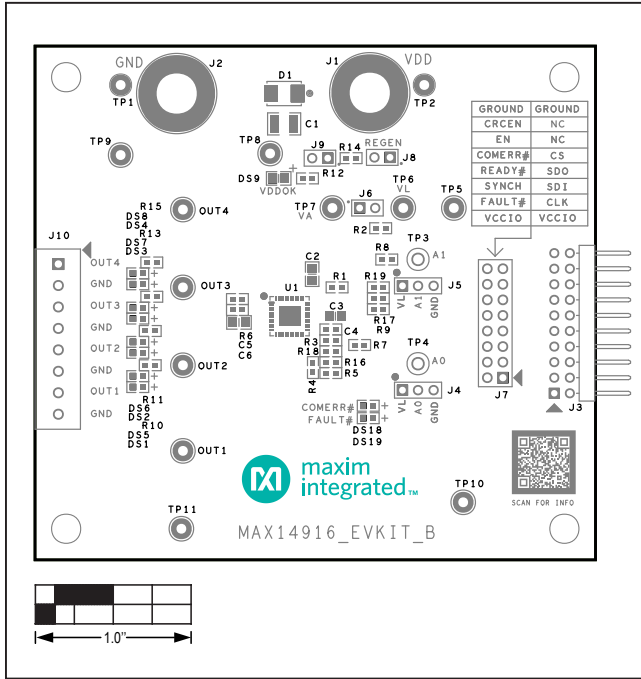 GND J2 J1 VDD
TP1 D1 TP2
C1
TP9 TP8 J9 R14 REGEN J8
DS9 R12
VDDOK
GROUND GROUND
CRCEN NC
EN NC
COMERR# CS
READY# SDO
SYNCH SDI
FAULT# CLK
VCCIO VCCIO
J6 TP6 VL TP5
TP7 VA
R2
R15
DS8
DS4
R13
DS7
DS3
OUT4
J10
OUT4
GND
OUT3
GND
OUT2
GND
OUT1
GND
OUT3
OUT2
OUT1
R11
DS6
DS2
R10
DS5
DS1
C2 R1 R8 TP3 A1
U1 R19 J5
VL A1 GND
R17
R9
C3
C4
R6
C5
C6
R3
R18
R7
R16
R5
R4
TP4 A0
J4
VL A0 GND
COMERR#
FAULT#
DS18
DS19
J7 J3
maxim
integrated™
TP11 TP10
SCAN FOR INFO
MAX14916_EVKIT_B
1.0"